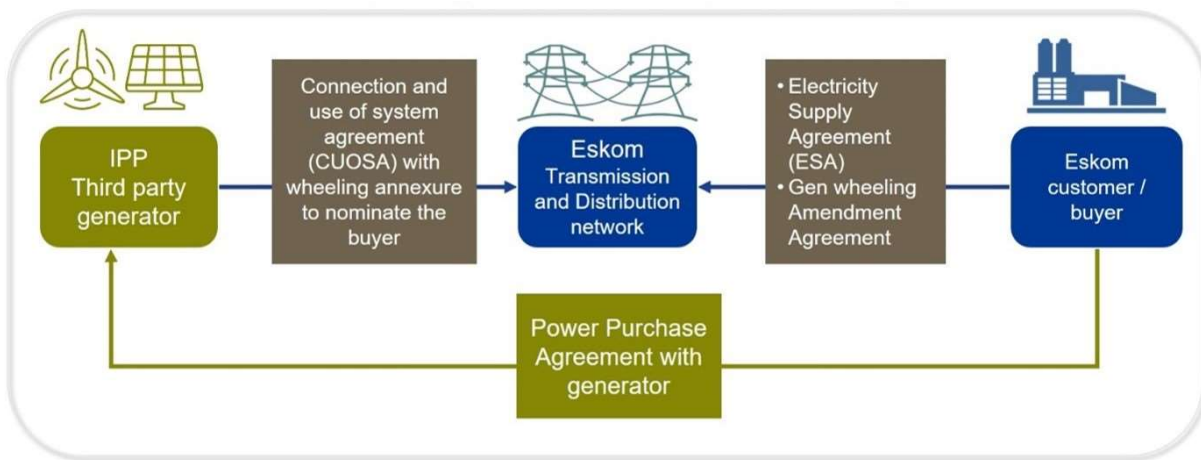 IPP
Third party
generator
Connection and
use of system
agreement
(CUOSA) with
wheeling annexure
to nominate the
buyer
Eskom
Transmission
and Distribution
network
• Electricity
Supply
Agreement
(ESA)
• Gen wheeling
Amendment
Agreement
Eskom
customer /
buyer
Power Purchase
Agreement with
generator